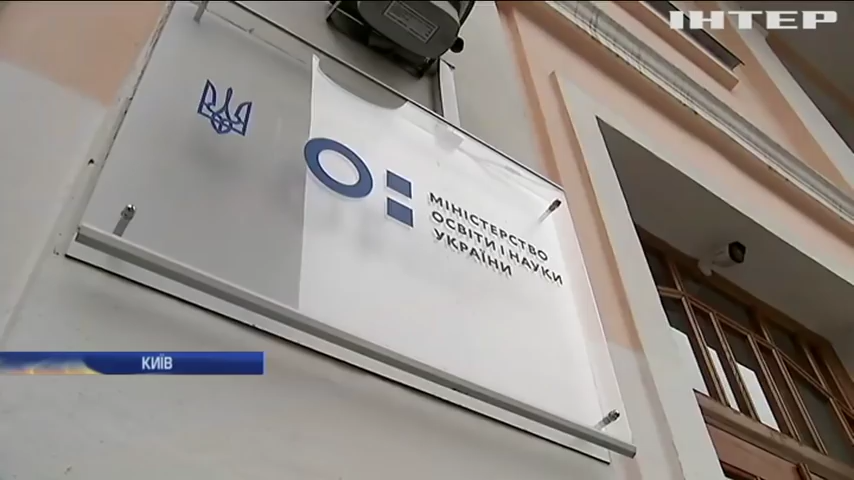 ІНТЕР
МІНІСТЕРСТВО
ОСВІТИ І НАУКИ
УКРАЇНИ
КИЇВ